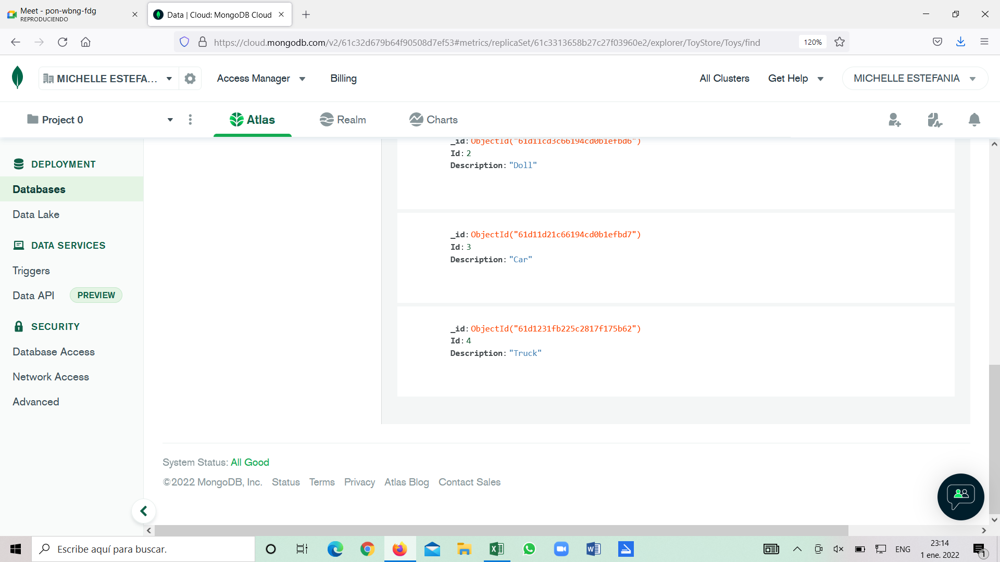 Meet - pon-wbng-fdg
REPRODUCIENDO
Data | Cloud: MongoDB Cloud
https://cloud.mongodb.com/v2/61c32d679b64f90508d7ef53#metrics/replicaSet/61c3313658b27c27f03960e2/explorer/ToyStore/Toys/find
120%
MICHELLE ESTEFA...
Access Manager
Billing
All Clusters
Get Help
MICHELLE ESTEFANIA
Project 0
Atlas
Realm
Charts
DEPLOYMENT
Databases
Data Lake
DATA SERVICES
Triggers
Data API PREVIEW
SECURITY
Database Access
Network Access
Advanced
_id: ObjectId("61d11cd3c66194cd0b1efbd6")
Id: 2
Description: "Doll"
_id: ObjectId("61d11d21c66194cd0b1efbd7")
Id: 3
Description: "Car"
_id: ObjectId("61d1231fb225c2817f175b62")
Id: 4
Description: "Truck"
System Status: All Good
©2022 MongoDB, Inc. Status Terms Privacy Atlas Blog Contact Sales
Escribe aquí para buscar.
ENG
23:14
1 ene. 2022
1